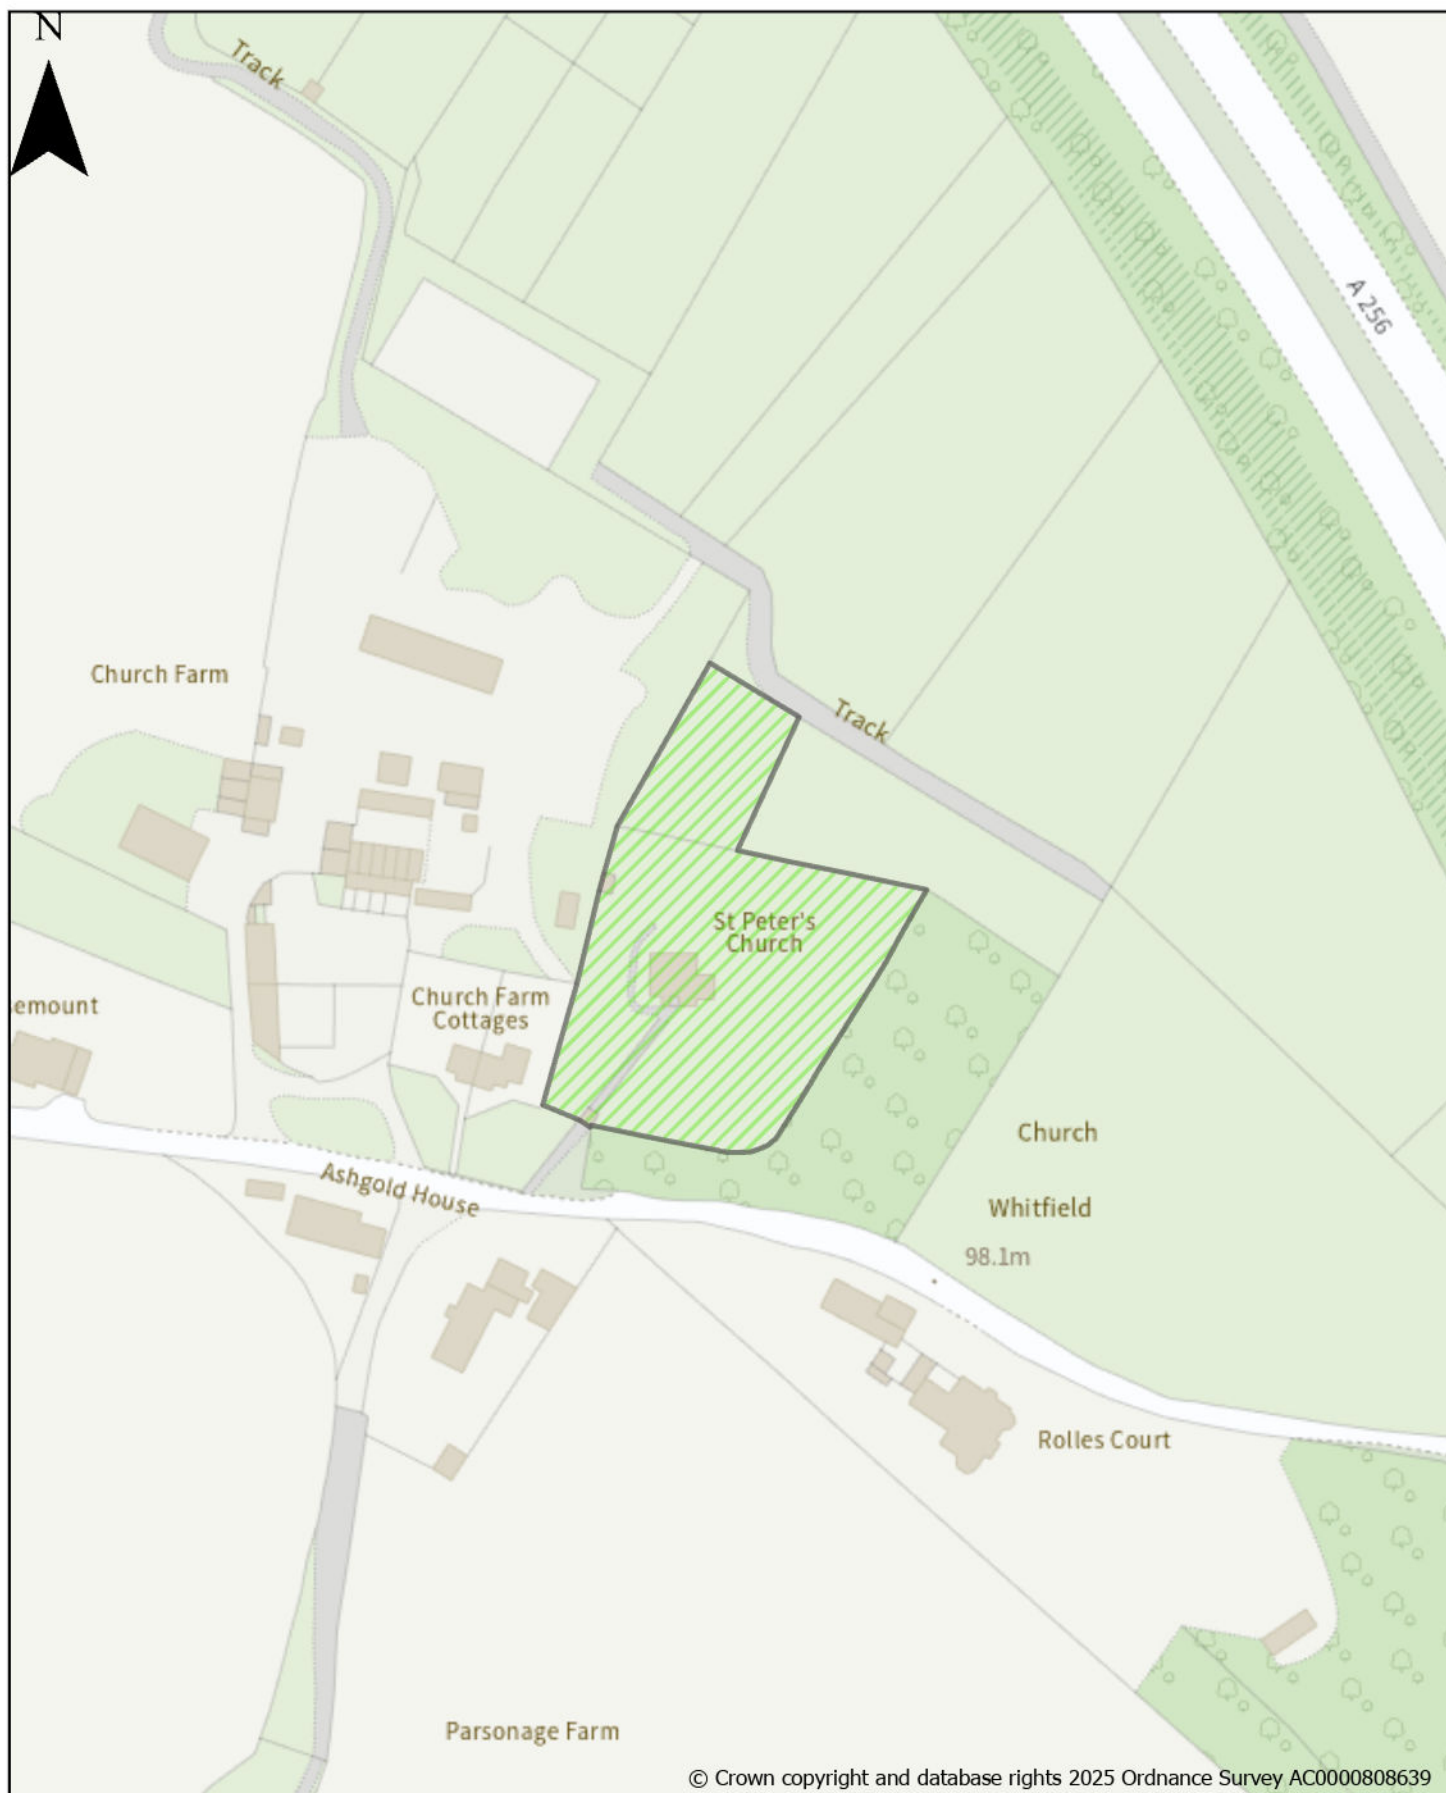 N
Track
A 256
Church Farm
Track
St Peter's
Church
emount
Church Farm
Cottages
Church
Ashgold House
Whitfield
98.1m
Rolles Court
Parsonage Farm
© Crown copyright and database rights 2025 Ordnance Survey AC0000808639